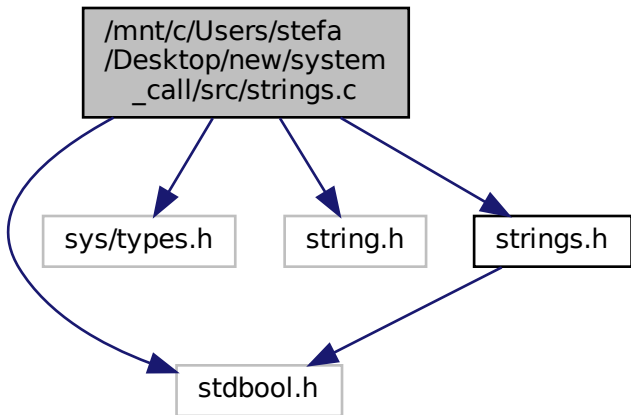 /mnt/c/Users/stefa
/Desktop/new/system
_call/src/strings.c
sys/types.h
string.h
strings.h
stdbool.h